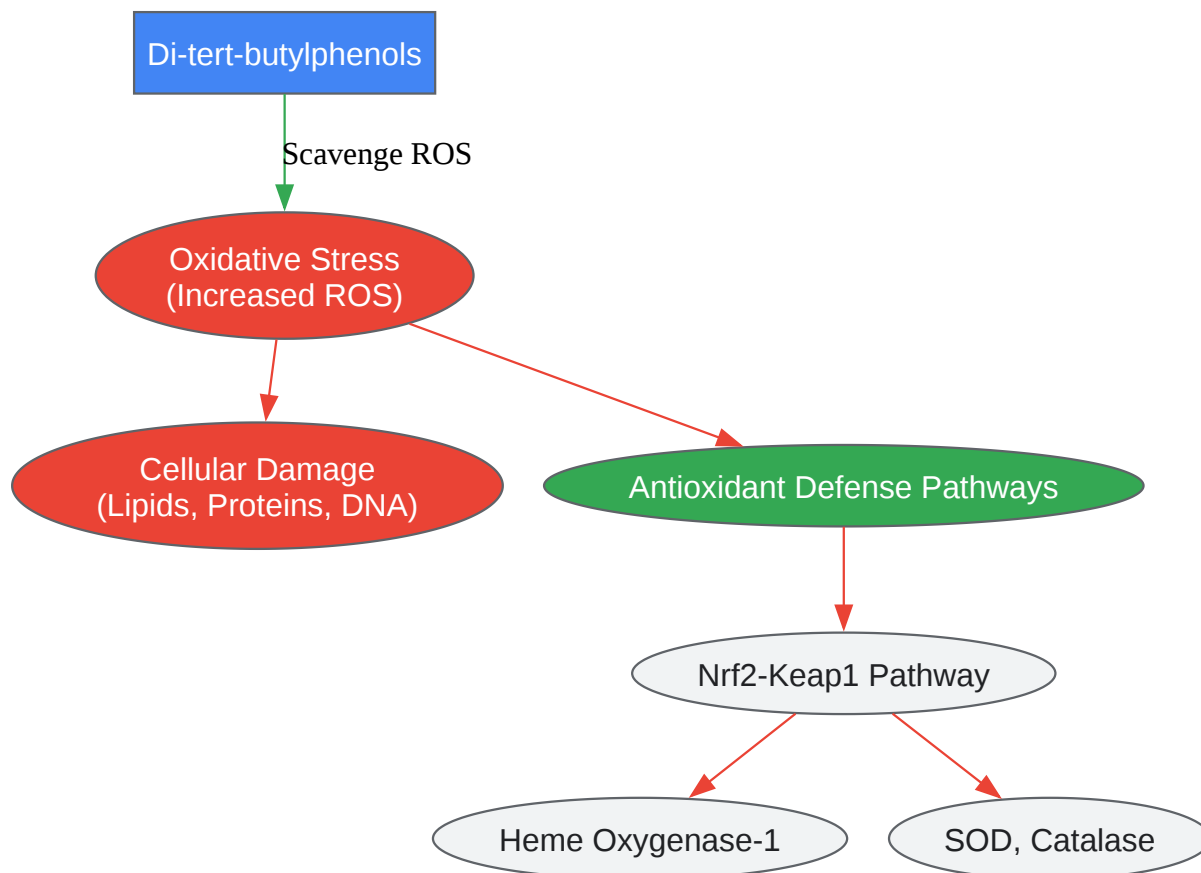 Di-tert-butylphenols
Scavenge ROS
Oxidative Stress
(Increased ROS)
Cellular Damage
(Lipids, Proteins, DNA)
Antioxidant Defense Pathways
Nrf2-Keap1 Pathway
Heme Oxygenase-1
SOD, Catalase